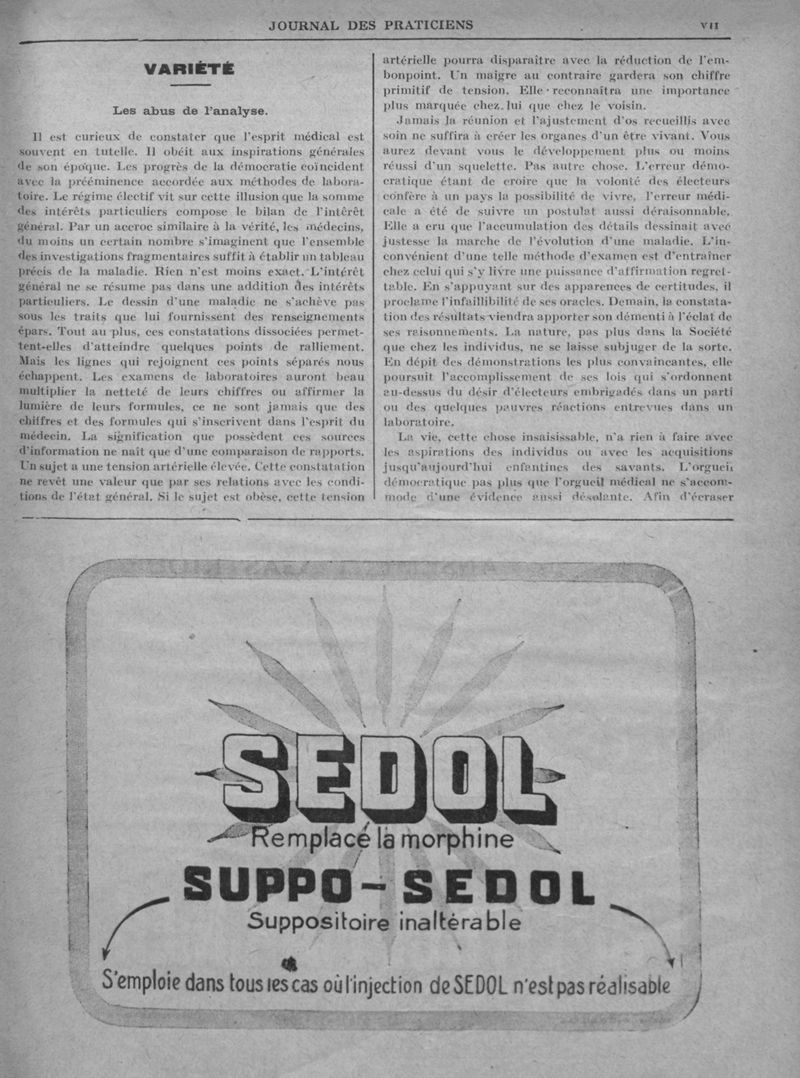 JOURNAL DES PRATICIENS
VII
VARIÉTÉ
Les abus de l'analyse.
Il est curieux de constater que l'esprit médical est
souvent en tutelle. Il obéit aux inspirations générales
de son époque. Les progrès de la démocratie coïncident
avec la prééminence accordée aux méthodes de labora-
toire. Le régime électif vit sur cette illusion que la somme
des intérêts particuliers compose le bilan de l'intérêt
général. Par un accroc similaire à la vérité, les médecins,
du moins un certain nombre s'imaginent que l'ensemble
des investigations fragmentaires suffit à établir un tableau
précis de la maladie. Rien n'est moins exact. L'intérêt
général ne se résume pas dans une addition des intérêts
particuliers. Le dessin d'une maladie ne s'achève pas
sous les traits que lui fournissent des renseignements
épars. Tout au plus, ces constatations dissociées permet-
tent-elles d'atteindre quelques points de ralliement.
Mais les lignes qui rejoignent ces points séparés nous
échappent. Les examens de laboratoires auront beau
multiplier la netteté de leurs chiffres ou affirmer la
lumière de leurs formules, ce ne sont jamais que des
chiffres et des formules qui s'inscrivent dans l'esprit du
médecin. La signification que possèdent ces sources
d'information ne naît que d'une comparaison de rapports.
Un sujet a une tension artérielle élevée. Cette constatation
ne revêt une valeur que par ses relations avec les condi-
tions de l'état général. Si le sujet est obèse, cette tension
artérielle pourra disparaître avec la réduction de l'em-
bonpoint. Un maigre au contraire gardera son chiffre
primitif de tension. Elle reconnaîtra une importance
plus marquée chez lui que chez le voisin.
Jamais la réunion et l'ajustement d'os recueillis avec
soin ne suffira à créer les organes d'un être vivant. Vous
aurez devant vous le développement plus ou moins
réussi d'un squelette. Pas autre chose. L'erreur démo-
cratique étant de croire que la volonté des électeurs
confère à un pays la possibilité de vivre, l'erreur médi-
cale a été de suivre un postulat aussi déraisonnable.
Elle a cru que l'accumulation des détails dessinait avec
justesse la marche de l'évolution d'une maladie. L'in-
convénient d'une telle méthode d'examen est d'entraîner
chez celui qui s'y livre une puissance d'affirmation regret-
table. En s'appuyant sur des apparences de certitudes, il
proclame l'infaillibilité de ses oracles. Demain, la constata-
tion des résultats viendra apporter son démenti à l'éclat de
ses raisonnements. La nature, pas plus dans la Société
que chez les individus, ne se laisse subjuger de la sorte.
En dépit des démonstrations les plus convaincantes, elle
poursuit l'accomplissement de ses lois qui s'ordonnent
au-dessus du désir d'électeurs embrigadés dans un parti
ou des quelques pauvres réactions entrevues dans un
laboratoire.
La vie, cette chose insaisissable, n'a rien à faire avec
les aspirations des individus ou avec les acquisitions
jusqu'aujourd'hui enfantines des savants. L'orgueil
démocratique pas plus que l'orgueil médical ne s'accom-
mode d'une évidence aussi désolante. Afin d'écraser
SEDOL
Remplace la morphine
SUPPO-SEDOL
Suppositoire inaltérable
S'emploie dans tous les cas où l'injection de SEDOL n'est pas réalisable